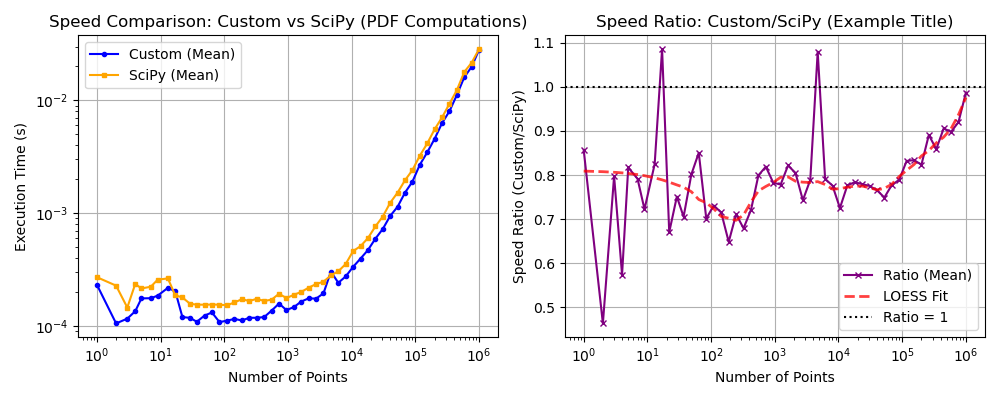 Speed Comparison: Custom vs SciPy (PDF Computations)
Execution Time (s)
10⁻²
10⁻³
10⁻⁴
Custom (Mean)
SciPy (Mean)
10⁰ 10¹ 10² 10³ 10⁴ 10⁵ 10⁶
Number of Points
Speed Ratio: Custom/SciPy (Example Title)
Speed Ratio (Custom/SciPy)
1.1
1.0
0.9
0.8
0.7
0.6
0.5
Ratio (Mean)
LOESS Fit
Ratio = 1
10⁰ 10¹ 10² 10³ 10⁴ 10⁵ 10⁶
Number of Points